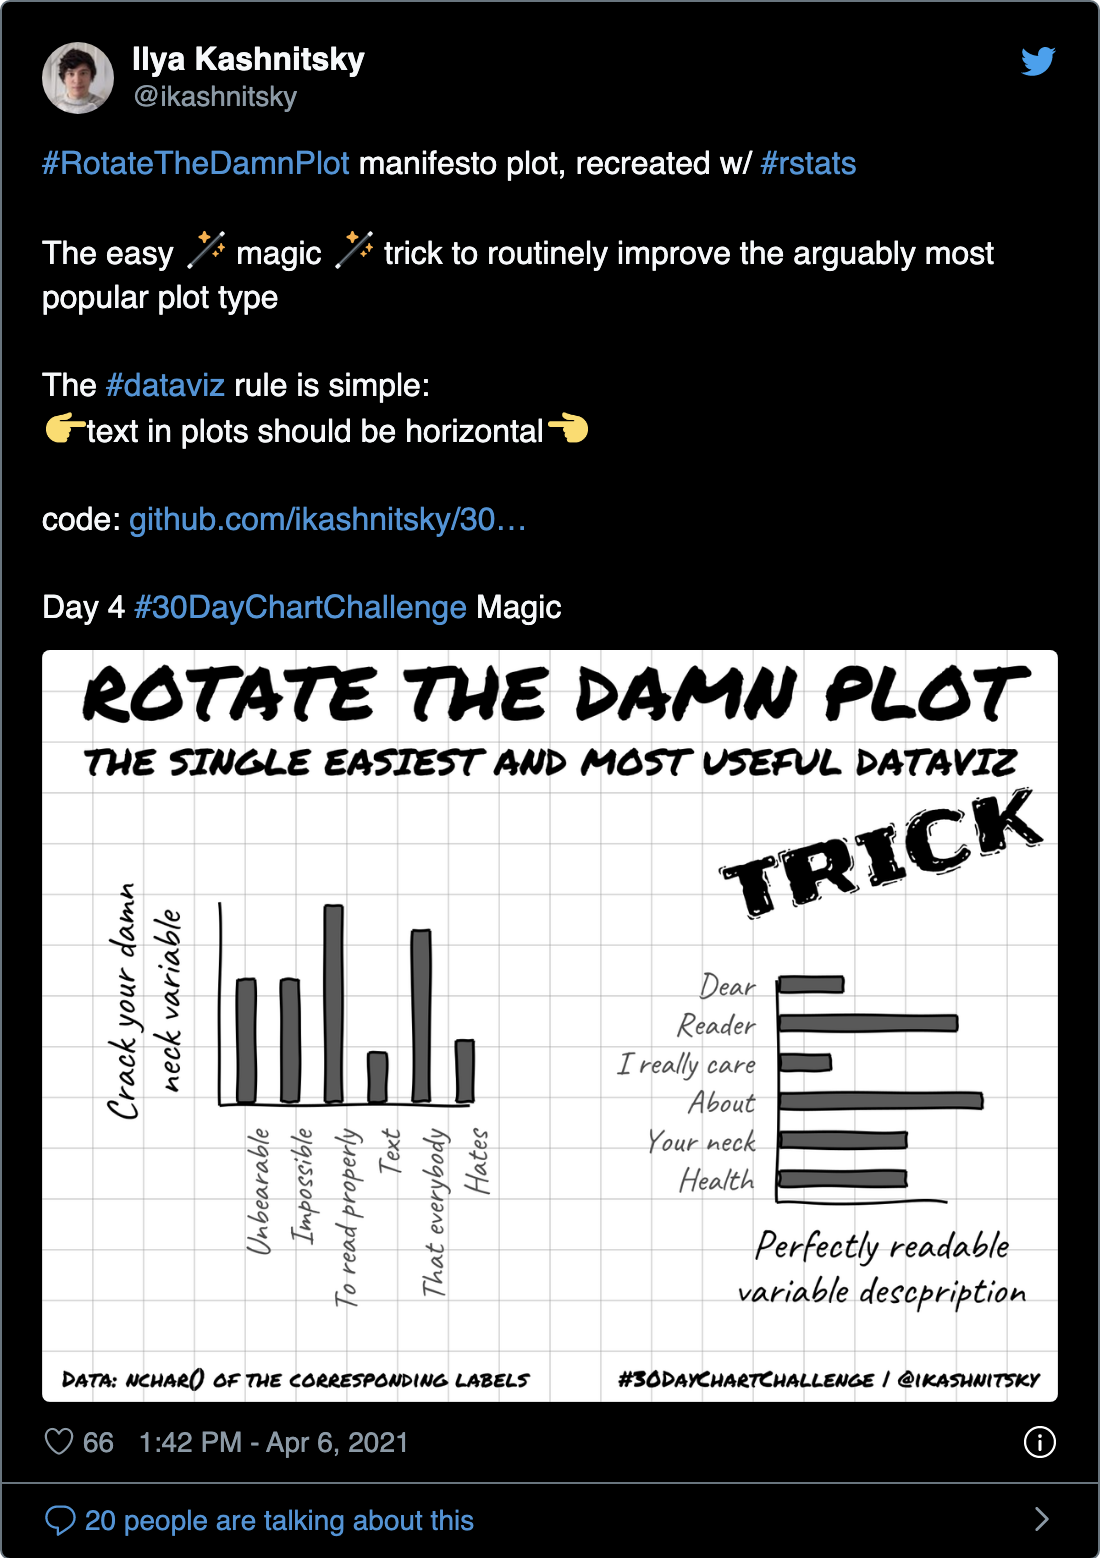 Ilya Kashnitsky
@ikashnitsky
#RotateTheDamnPlot manifesto plot, recreated w/ #rstats
The easy 🪄 magic 🪄 trick to routinely improve the arguably most
popular plot type
The #dataviz rule is simple:
👉text in plots should be horizontal👈
code: github.com/ikashnitsky/30…
Day 4 #30DayChartChallenge Magic
ROTATE THE DAMN PLOT
THE SINGLE EASIEST AND MOST USEFUL DATAVIZ
TRICK
Crack your damn
neck variable
Unbearable
Impossible
To read properly
Text
That everybody
Hates
Dear
Reader
I really care
About
Your neck
Health
Perfectly readable
variable descpription
DATA: NCHAR() OF THE CORRESPONDING LABELS
#30DAYCHARTCHALLENGE / @IKASHNITSKY
66 1:42 PM - Apr 6, 2021
20 people are talking about this